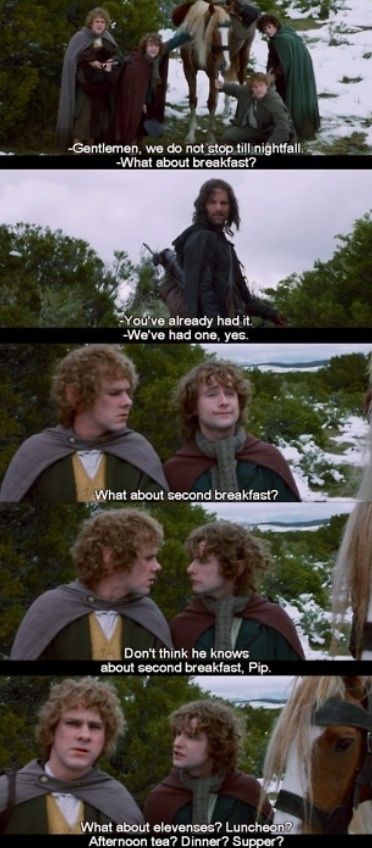 -Gentlemen, we do not stop till nightfall.
-What about breakfast?
-You've already had it.
-We've had one, yes.
What about second breakfast?
Don't think he knows
about second breakfast, Pip.
What about elevenses? Luncheon?
Afternoon tea? Dinner? Supper?